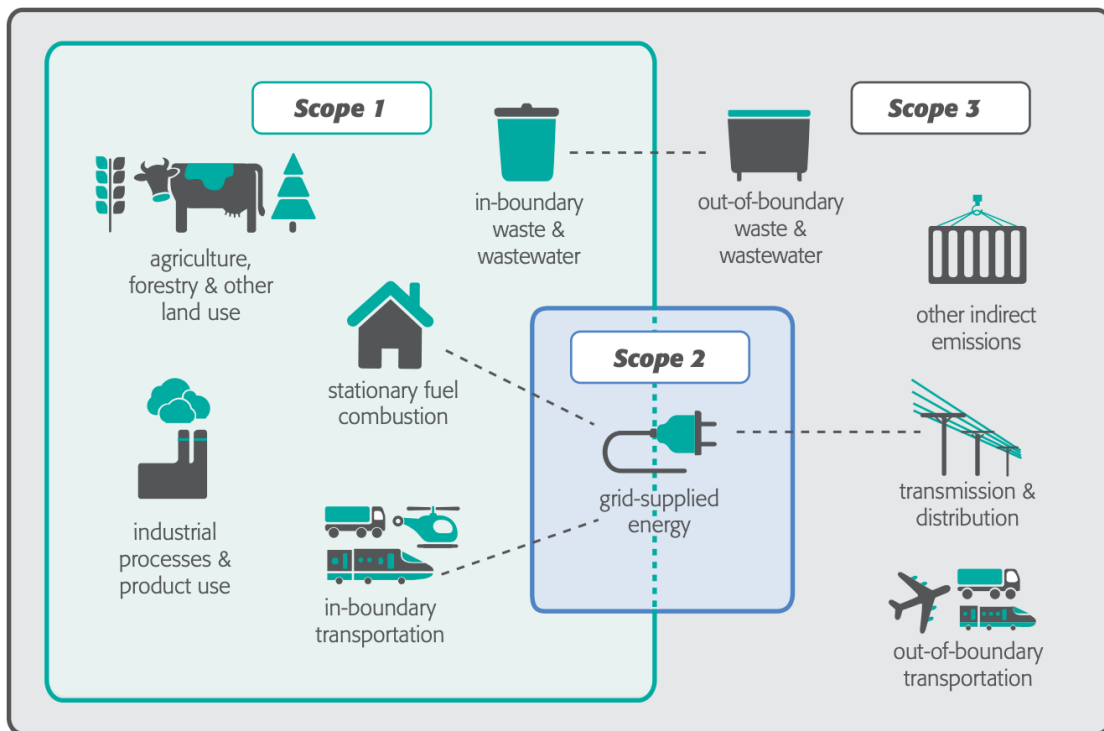 Scope 1
Scope 3
in-boundary
waste &
wastewater
out-of-boundary
waste &
wastewater
agriculture,
forestry & other
land use
other indirect
emissions
Scope 2
stationary fuel
combustion
grid-supplied
energy
transmission &
distribution
industrial
processes &
product use
in-boundary
transportation
out-of-boundary
transportation